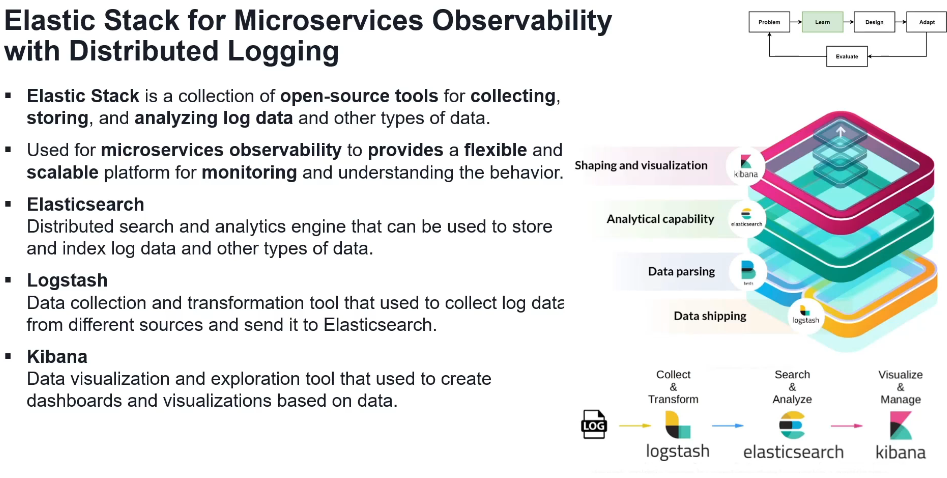 Elastic Stack for Microservices Observability
with Distributed Logging
Problem
Learn
Design
Adapt
Evaluate
▪ Elastic Stack is a collection of open-source tools for collecting,
storing, and analyzing log data and other types of data.
▪ Used for microservices observability to provides a flexible and
scalable platform for monitoring and understanding the behavior.
▪ Elasticsearch
Distributed search and analytics engine that can be used to store
and index log data and other types of data.
▪ Logstash
Data collection and transformation tool that used to collect log data
from different sources and send it to Elasticsearch.
▪ Kibana
Data visualization and exploration tool that used to create
dashboards and visualizations based on data.
Shaping and visualization
kibana
Analytical capability
elasticsearch
Data parsing
beats
Data shipping
logstash
Collect
&
Transform
Search
&
Analyze
Visualize
&
Manage
LOG
logstash
elasticsearch
kibana